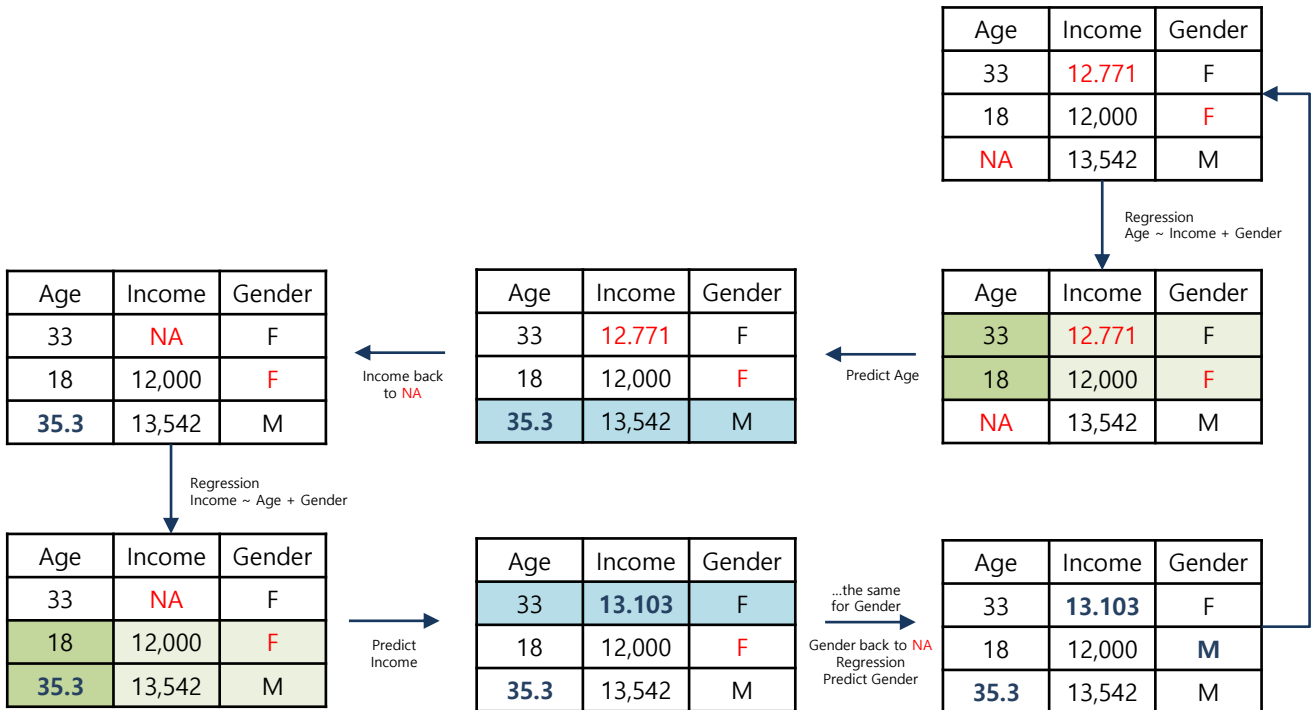 Age Income Gender
33 12.771 F
18 12,000 F
NA 13,542 M
Regression
Age ~ Income + Gender
Age Income Gender
33 12.771 F
18 12,000 F
NA 13,542 M
Predict Age
Age Income Gender
33 12.771 F
18 12,000 F
35.3 13,542 M
Income back
to NA
Age Income Gender
33 NA F
18 12,000 F
35.3 13,542 M
Regression
Income ~ Age + Gender
Age Income Gender
33 NA F
18 12,000 F
35.3 13,542 M
Predict
Income
Age Income Gender
33 13.103 F
18 12,000 F
35.3 13,542 M
...the same
for Gender
Gender back to NA
Regression
Predict Gender
Age Income Gender
33 13.103 F
18 12,000 M
35.3 13,542 M